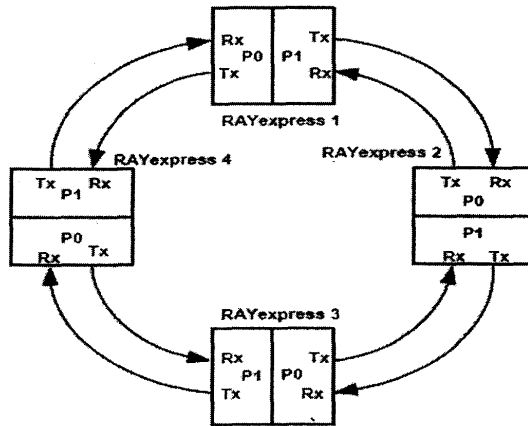 Rx Tx
P0 P1
Tx Rx
RAYexpress 1
RAYexpress 4 RAYexpress 2
Tx Rx
P1
P0
Rx Tx
Tx Rx
P0
P1
Rx Tx
RAYexpress 3
Rx Tx
P1 P0
Tx Rx